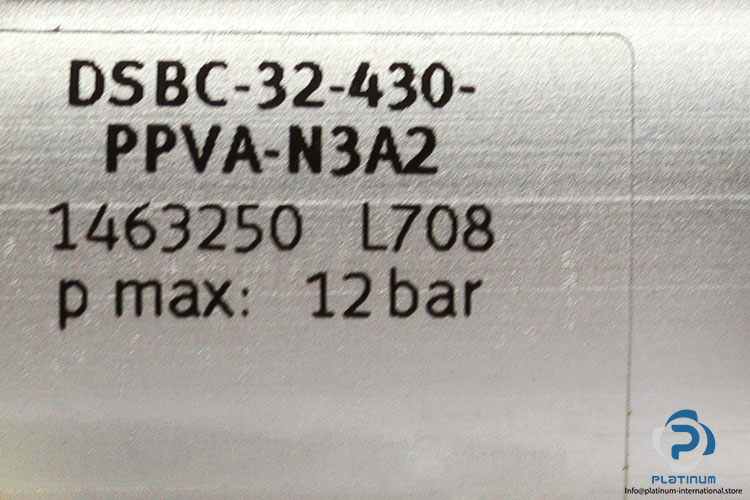 DSBC-32-430-
PPVA-N3A2
1463250 L708
p max: 12 bar
PLATINUM
Info@platinum-international.store